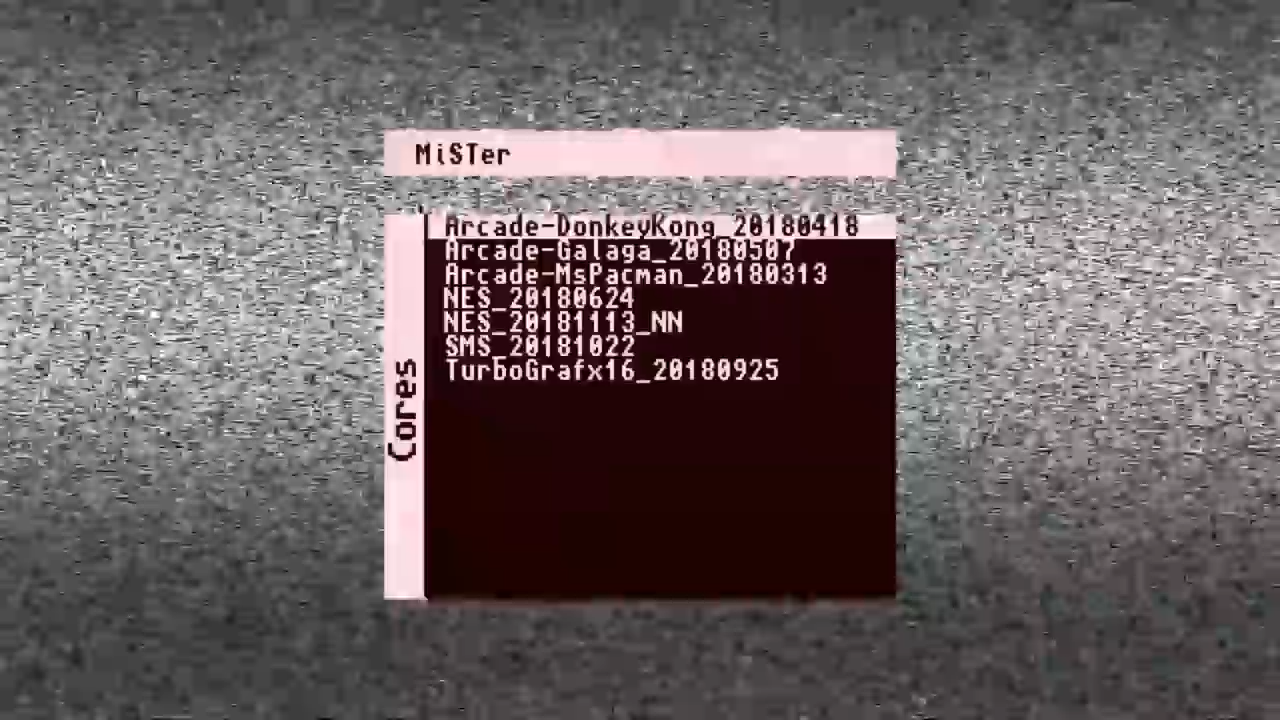 MiSTer
Cores
Arcade-DonkeyKong_20180418
Arcade-Galaga_20180507
Arcade-MsPacman_20180313
NES_20180624
NES_20181113_NN
SMS_20181022
TurboGrafx16_20180925